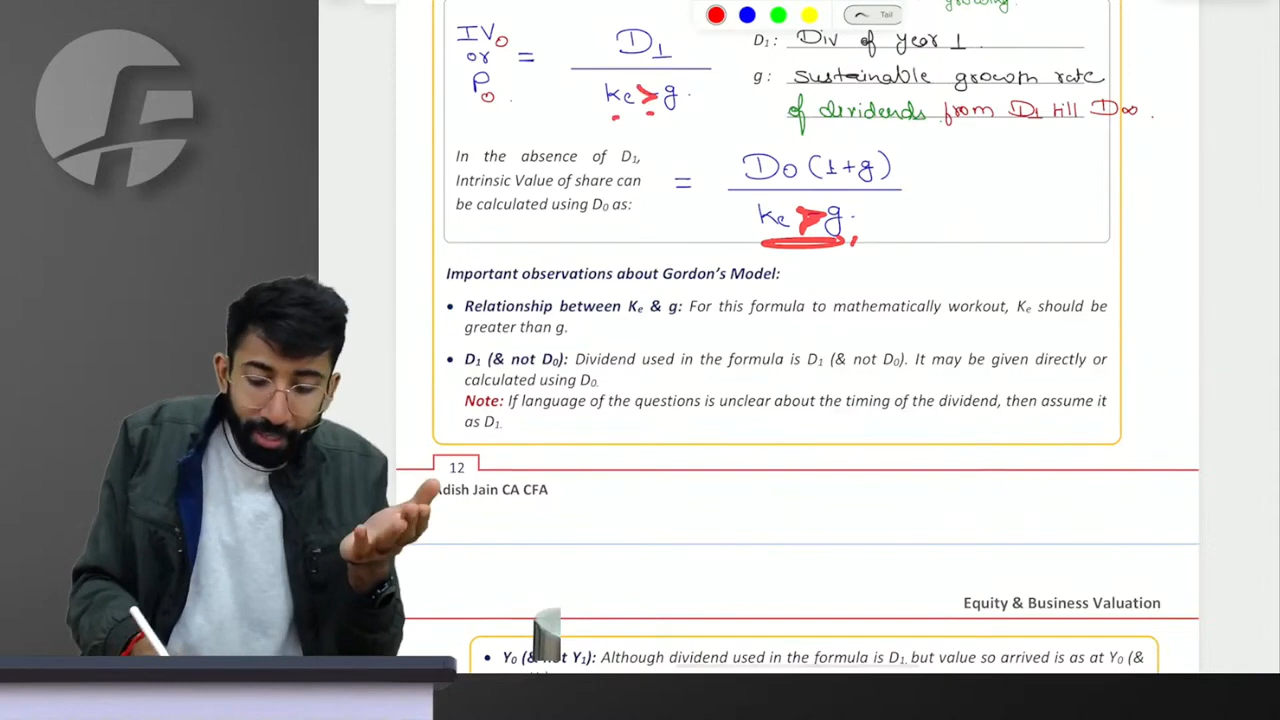 growing.
Tail
IV0
or
P0
=
D1
ke > g.
D1: Div of year 1
g: sustainable growth rate
of dividends from D1 till D∞.
In the absence of D1,
Intrinsic Value of share can
be calculated using D0 as:
=
D0 (1+g)
ke > g.
Important observations about Gordon's Model:
• Relationship between Ke & g: For this formula to mathematically workout, Ke should be
greater than g.
• D1 (& not D0): Dividend used in the formula is D1 (& not D0). It may be given directly or
calculated using D0.
Note: If language of the questions is unclear about the timing of the dividend, then assume it
as D1.
12
Adish Jain CA CFA
Equity & Business Valuation
• Y0 (& not Y1): Although dividend used in the formula is D1, but value so arrived is as at Y0 (&